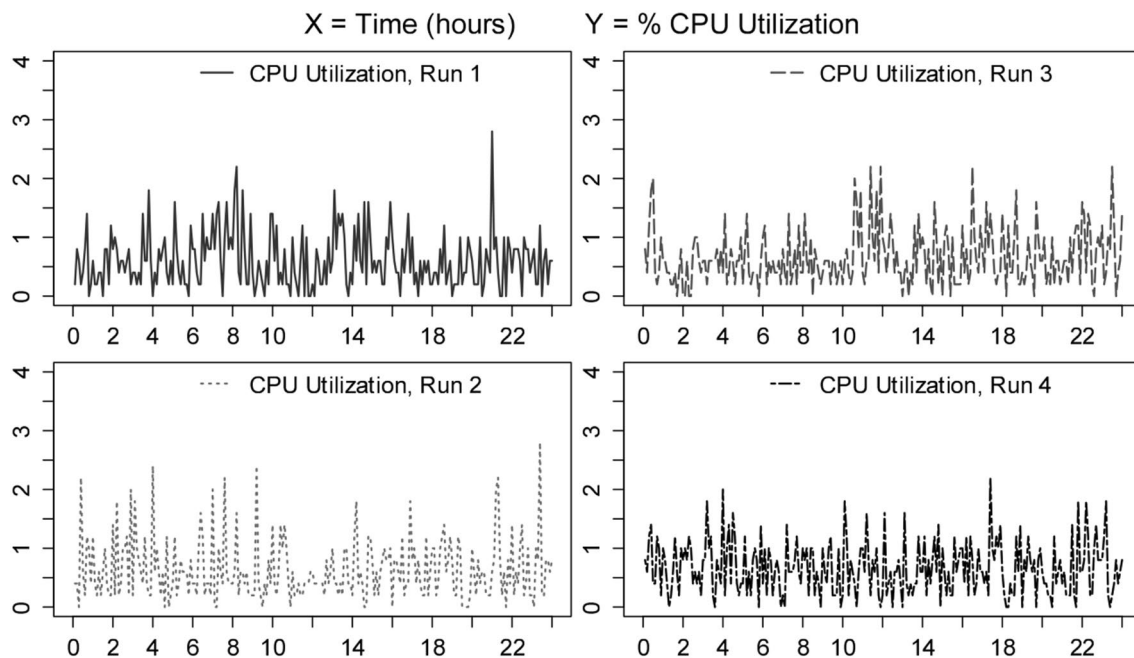 X = Time (hours) Y = % CPU Utilization
CPU Utilization, Run 1
4
3
2
1
0
0 2 4 6 8 10 14 18 22
CPU Utilization, Run 3
4
3
2
1
0
0 2 4 6 8 10 14 18 22
CPU Utilization, Run 2
4
3
2
1
0
0 2 4 6 8 10 14 18 22
CPU Utilization, Run 4
4
3
2
1
0
0 2 4 6 8 10 14 18 22